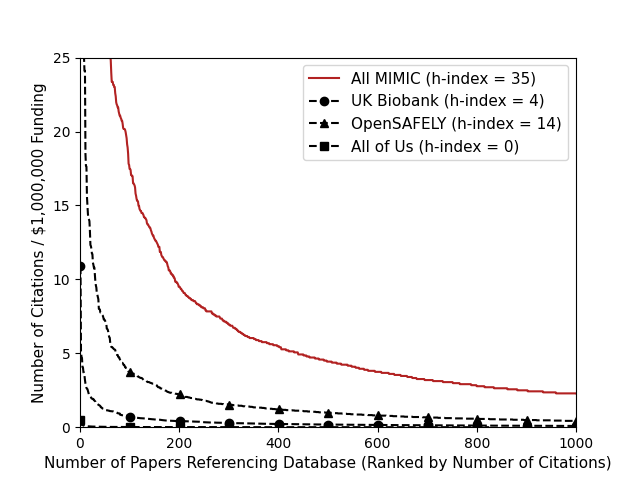 25
20
15
10
5
0
0
200
400
600
800
1000
Number of Citations / $1,000,000 Funding
Number of Papers Referencing Database (Ranked by Number of Citations)
All MIMIC (h-index = 35)
UK Biobank (h-index = 4)
OpenSAFELY (h-index = 14)
All of Us (h-index = 0)